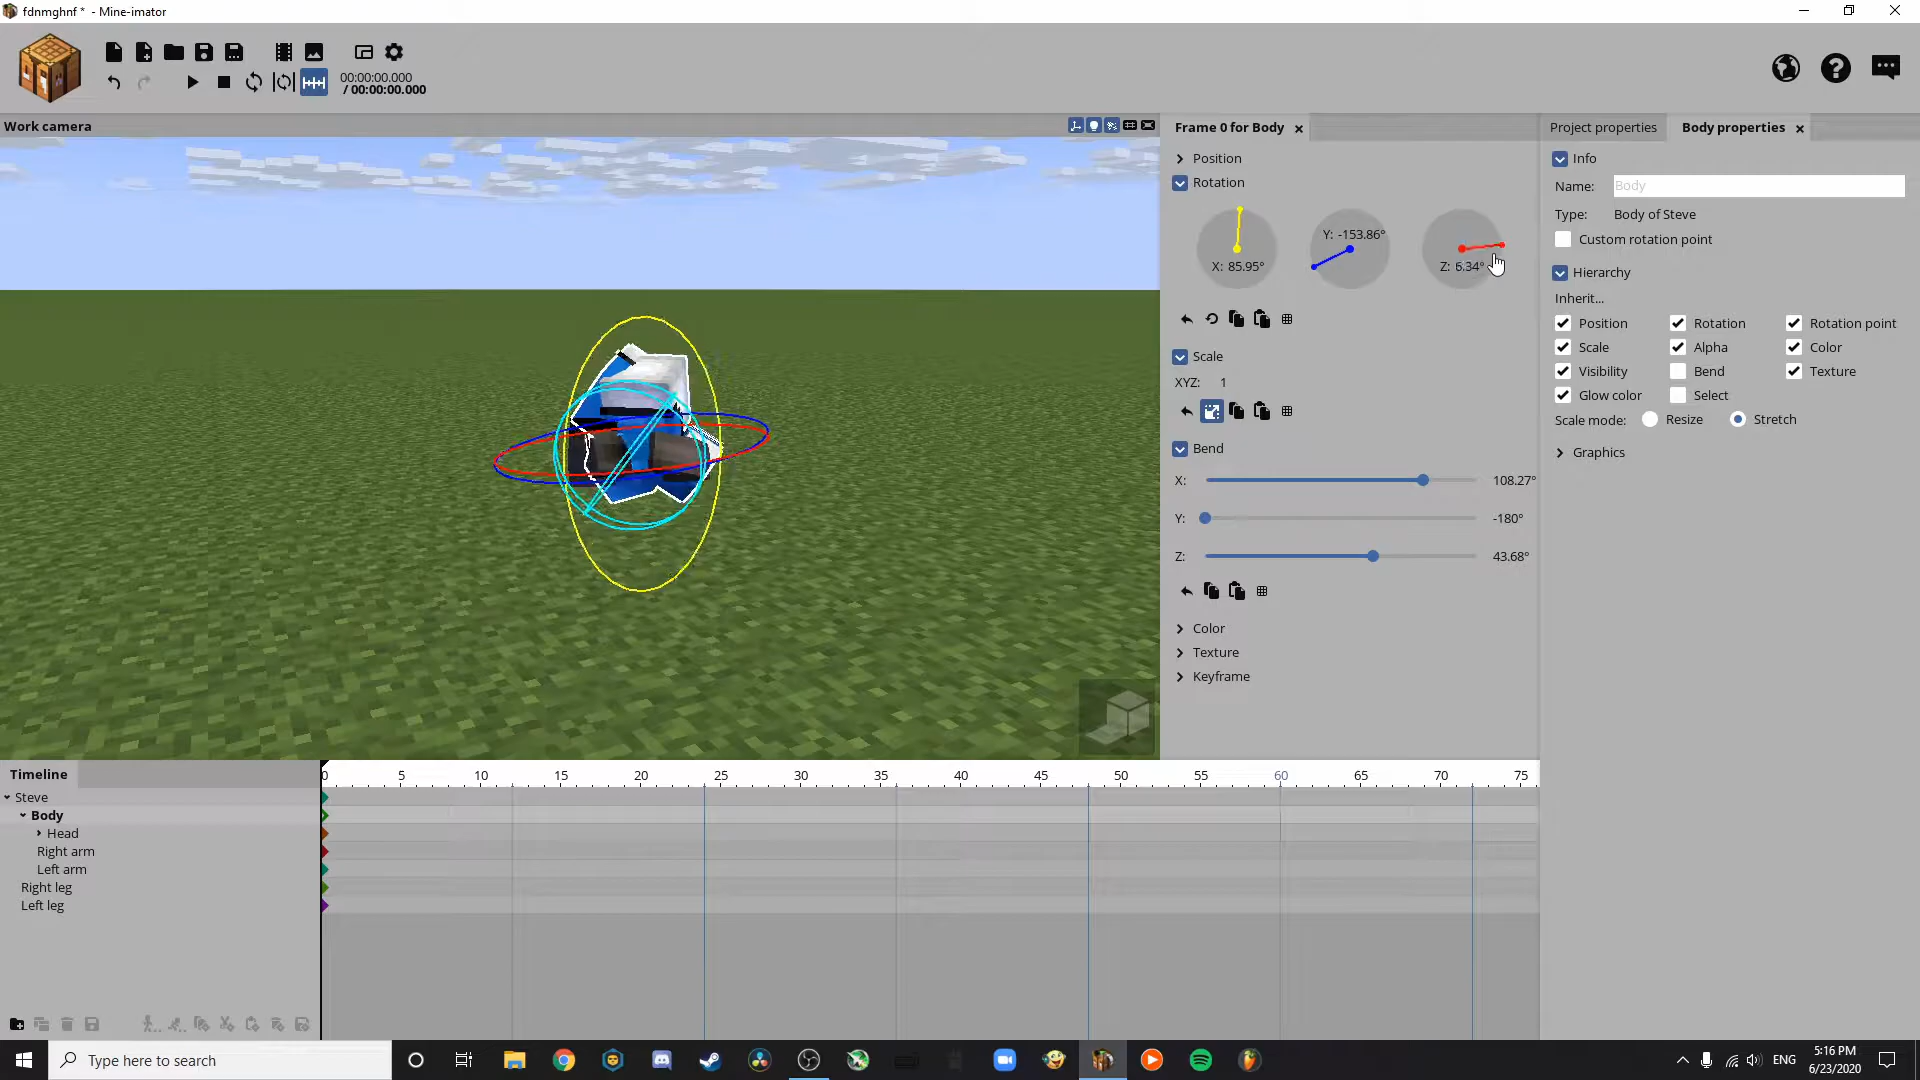 fdnmghnf * - Mine-imator
00:00:00.000
/ 00:00:00.000
Work camera
Frame 0 for Body
Project properties
Body properties
Position
Rotation
X: 85.95°
Y: -153.86°
Z: 6.34°
Scale
XYZ: 1
Bend
X: 108.27°
Y: -180°
Z: 43.68°
Color
Texture
Keyframe
Info
Name: Body
Type: Body of Steve
Custom rotation point
Hierarchy
Inherit...
Position Rotation Rotation point
Scale Alpha Color
Visibility Bend Texture
Glow color Select
Scale mode: Resize Stretch
Graphics
Timeline
0 5 10 15 20 25 30 35 40 45 50 55 60 65 70 75
Steve
Body
Head
Right arm
Left arm
Right leg
Left leg
Type here to search
ENG
5:16 PM
6/23/2020